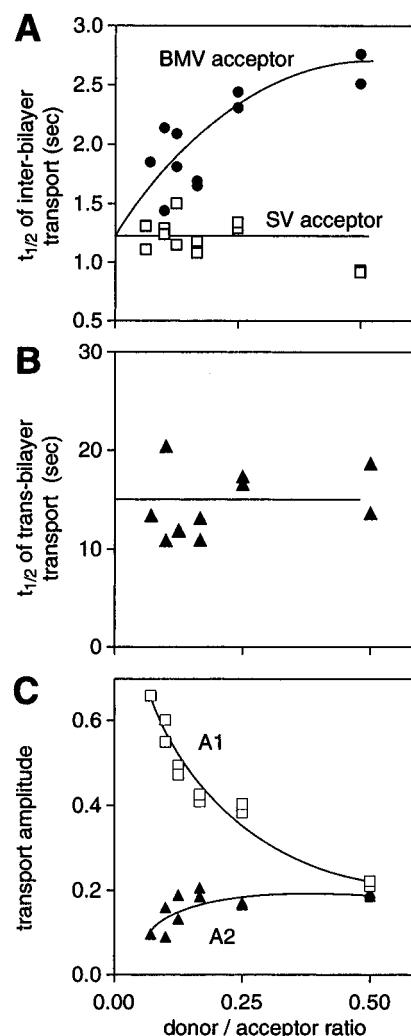 A
3.0
2.5
2.0
1.5
1.0
0.5
t1/2 of inter-bilayer
transport (sec)
BMV acceptor
SV acceptor
B
30
20
10
0
t1/2 of trans-bilayer
transport (sec)
C
0.6
0.4
0.2
0.0
transport amplitude
A1
A2
0.00
0.25
0.50
donor / acceptor ratio